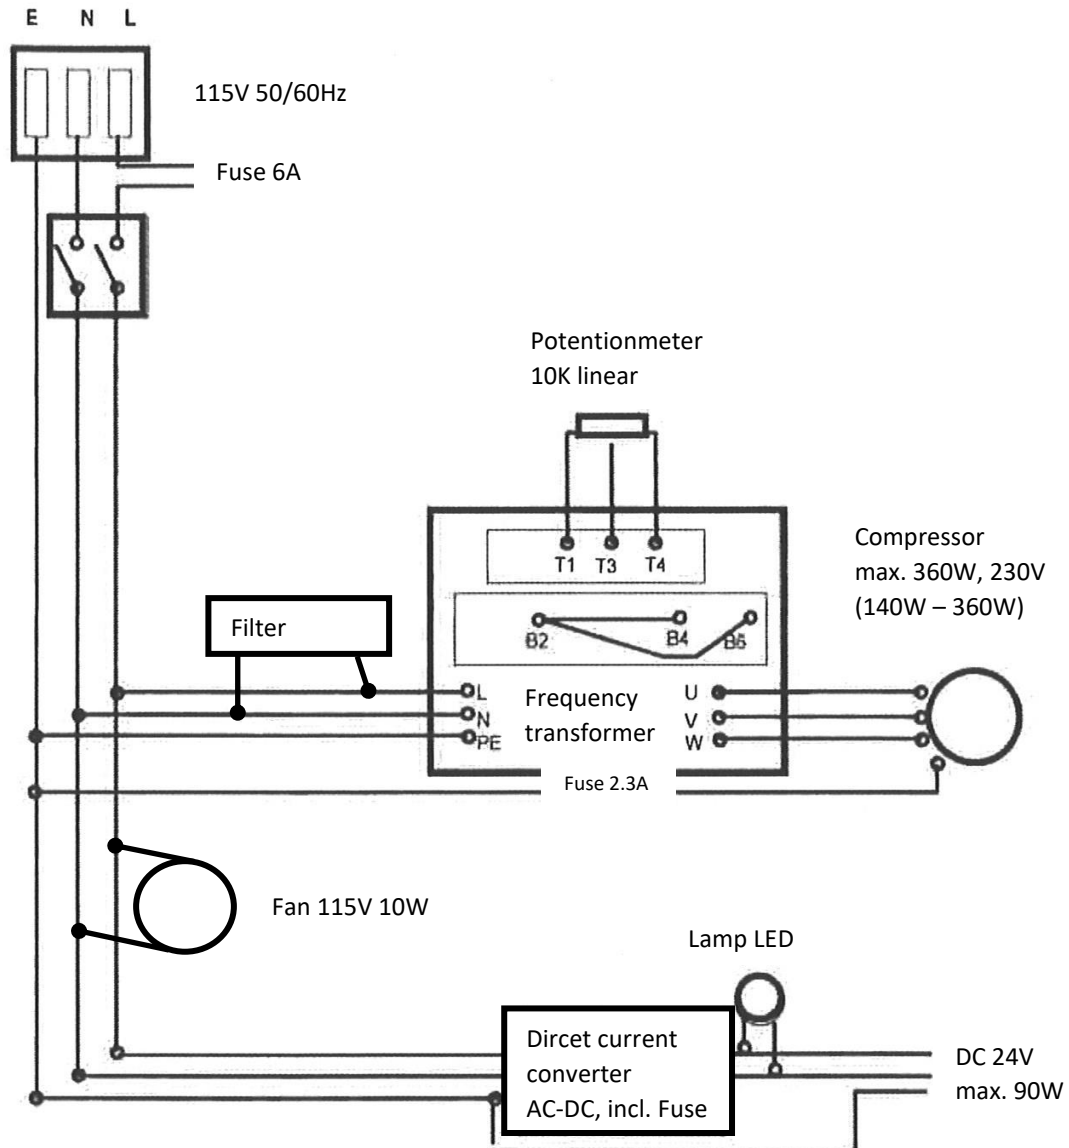 E N L
115V 50/60Hz
Fuse 6A
Potentionmeter
10K linear
T1 T3 T4
Compressor
max. 360W, 230V
(140W – 360W)
Filter
B2 B4 B5
L
N
PE
Frequency
transformer
U
V
W
Fuse 2.3A
Fan 115V 10W
Lamp LED
Dircet current
converter
AC-DC, incl. Fuse
DC 24V
max. 90W